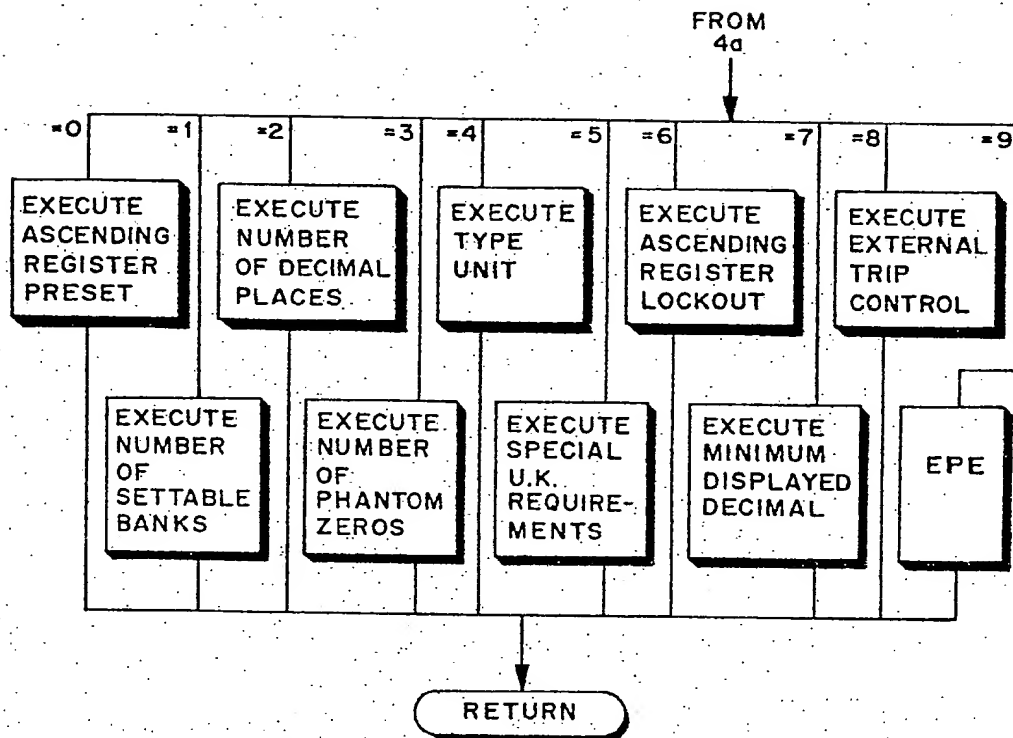 FROM
4a
=0 =1 =2 =3 =4 =5 =6 =7 =8 =9
EXECUTE
ASCENDING
REGISTER
PRESET
EXECUTE
NUMBER
OF DECIMAL
PLACES
EXECUTE
TYPE
UNIT
EXECUTE
ASCENDING
REGISTER
LOCKOUT
EXECUTE
EXTERNAL
TRIP
CONTROL
EXECUTE
NUMBER
OF
SETTABLE
BANKS
EXECUTE
NUMBER
OF
PHANTOM
ZEROS
EXECUTE
SPECIAL
U.K.
REQUIRE-
MENTS
EXECUTE
MINIMUM
DISPLAYED
DECIMAL
EPE
RETURN